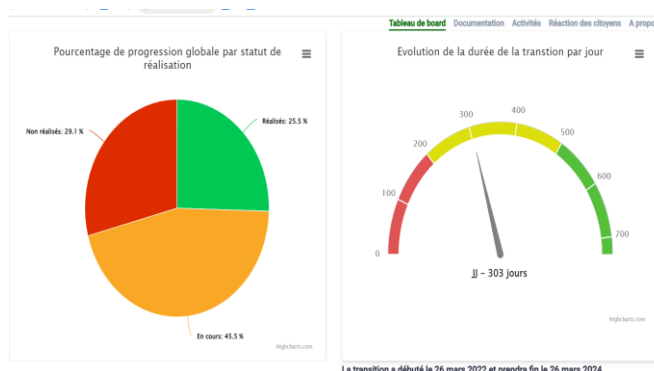 Tableau de board Documentation Activités Réaction des citoyens A propo
Pourcentage de progression globale par statut de
réalisation
Non réalisés: 29.1 %
Réalisés: 25.5 %
En cours: 45.5 %
Highcharts.com
Evolution de la durée de la transtion par jour
0
100
200
300
400
500
600
700
JJ - 303 jours
Highcharts.com
La transition a débuté le 26 mars 2022 et prendra fin le 26 mars 2024